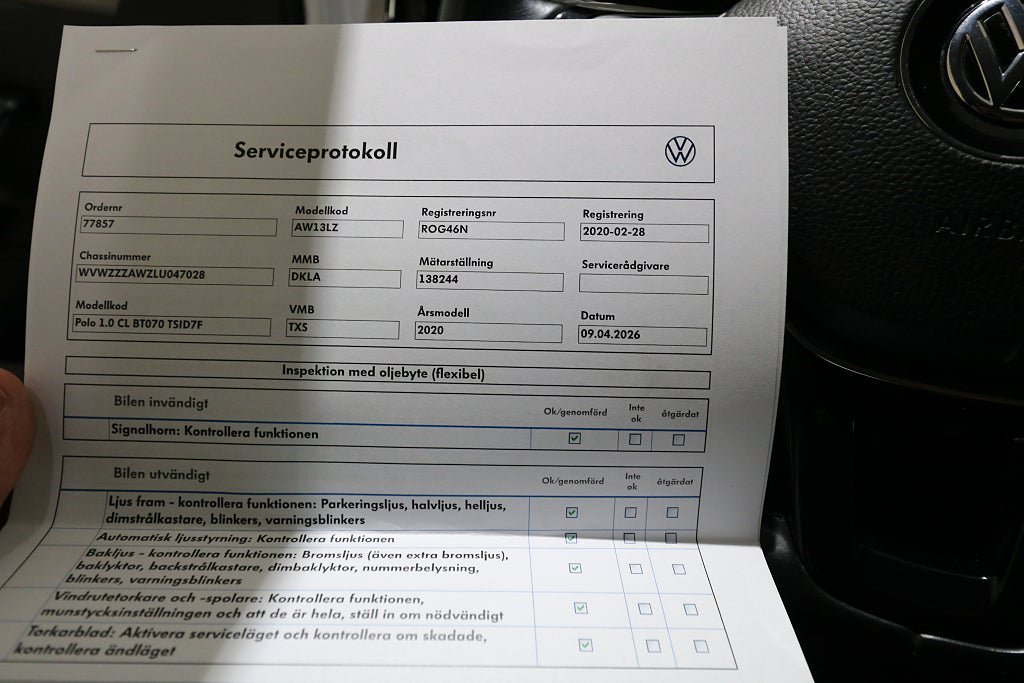 Serviceprotokoll
Ordernr Modellkod Registreringsnr Registrering
77857 AW13LZ ROG46N 2020-02-28
Chassinummer MMB Mätarställning Servicerådgivare
WVWZZZAWZLU047028 DKLA 138244
Modellkod VMB Årsmodell Datum
Polo 1.0 CL BT070 TSID7F TXS 2020 09.04.2026
Inspektion med oljebyte (flexibel)
Bilen invändigt Ok/genomförd Inte ok åtgärdat
Signalhorn: Kontrollera funktionen
Bilen utvändigt Ok/genomförd Inte ok åtgärdat
Ljus fram - kontrollera funktionen: Parkeringsljus, halvljus, helljus,
dimstrålkastare, blinkers, varningsblinkers
Automatisk ljusstyrning: Kontrollera funktionen
Bakljus - kontrollera funktionen: Bromsljus (även extra bromsljus),
baklyktor, backstrålkastare, dimbaklyktor, nummerbelysning,
blinkers, varningsblinkers
Vindrutetorkare och -spolare: Kontrollera funktionen,
munstycksinställningen och att de är hela, ställ in om nödvändigt
Torkarblad: Aktivera serviceläget och kontrollera om skadade,
kontrollera ändläget